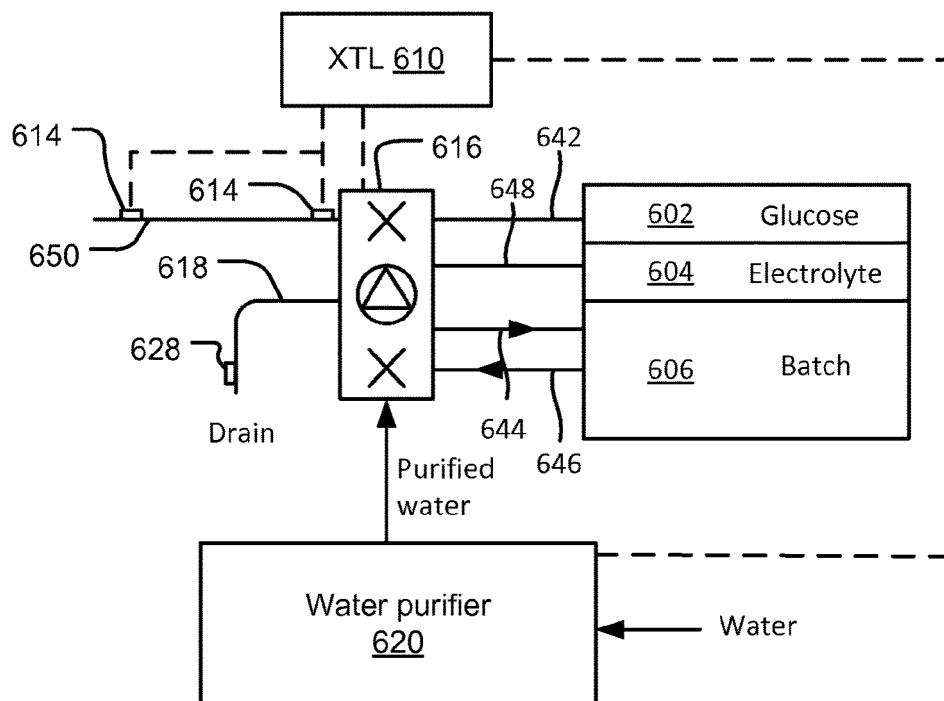 XTL 610
614
616
642
614
648
602 Glucose
650
618
604 Electrolyte
628
606 Batch
Drain
644
646
Purified
water
Water purifier
620
Water